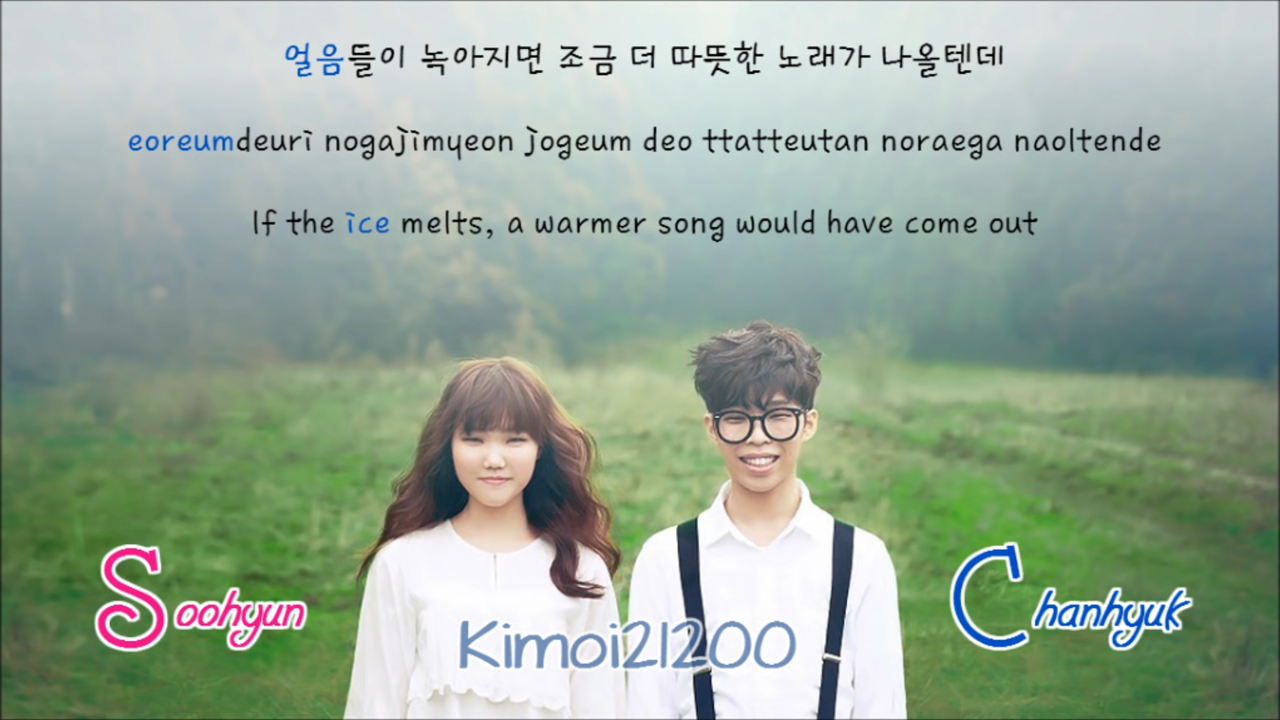 얼음들이 녹아지면 조금 더 따뜻한 노래가 나올텐데
eoreumdeuri nogajimyeon jogeum deo ttatteutan noraega naoltende
If the ice melts, a warmer song would have come out
Soohyun
Chanhyuk
Kimoi21200